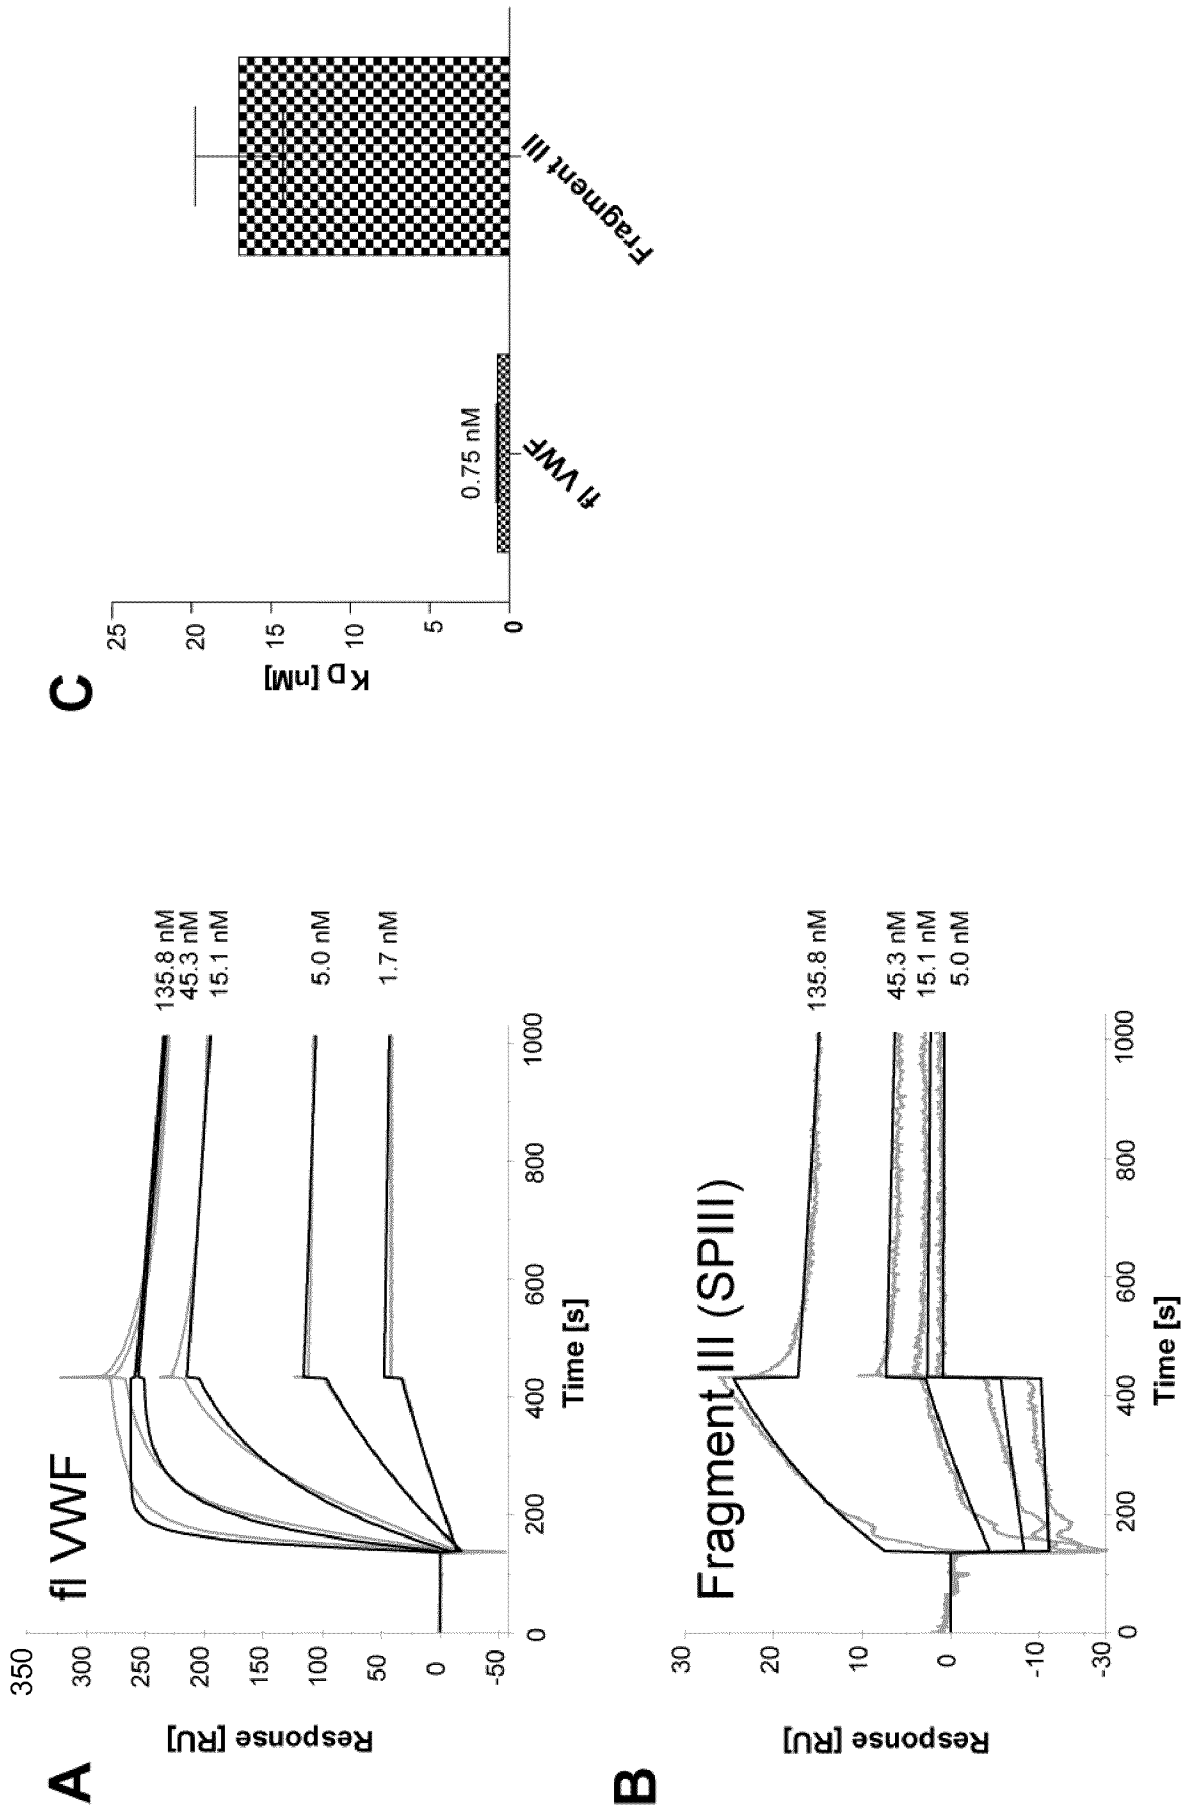 A
fl VWF
Response [RU]
350
300
250
200
150
100
50
0
-50
0
200
400
600
800
1000
Time [s]
135.8 nM
45.3 nM
15.1 nM
5.0 nM
1.7 nM
B
Fragment III (SPIII)
Response [RU]
30
20
10
0
-10
-30
0
200
400
600
800
1000
Time [s]
135.8 nM
45.3 nM
15.1 nM
5.0 nM
C
KD [nM]
25
20
15
10
5
0
0.75 nM
fl VWF
Fragment III